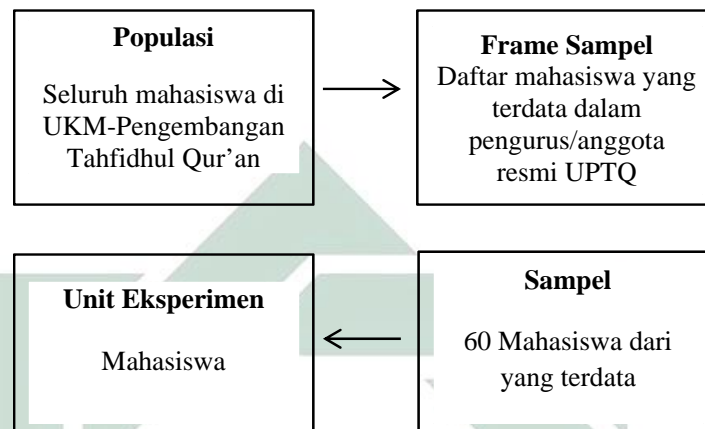 Populasi
Seluruh mahasiswa di
UKM-Pengembangan
Tahfidhul Qur’an
Frame Sampel
Daftar mahasiswa yang
terdata dalam
pengurus/anggota
resmi UPTQ
Unit Eksperimen
Mahasiswa
Sampel
60 Mahasiswa dari
yang terdata